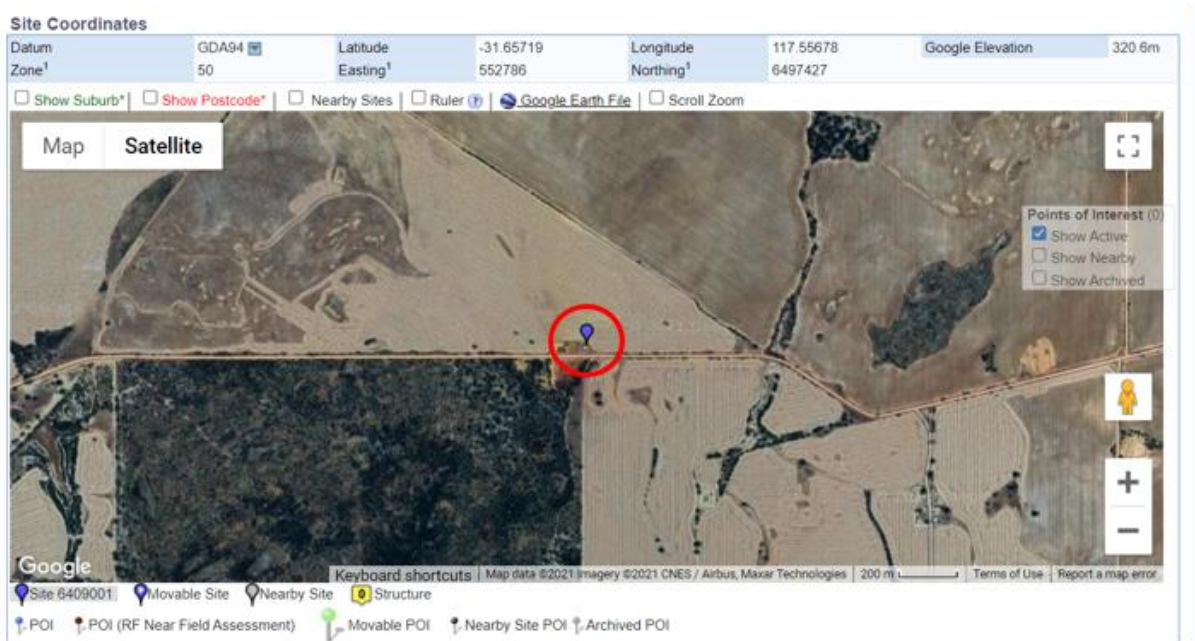 Site Coordinates
Datum GDA94 Latitude -31.65719 Longitude 117.55678 Google Elevation 320.6m
Zone¹ 50 Easting¹ 552786 Northing¹ 6497427
Show Suburb* Show Postcode* Nearby Sites Ruler (?) Google Earth File Scroll Zoom
Map Satellite
Points of Interest (0)
Show Active
Show Nearby
Show Archived
Google
Keyboard shortcuts Map data ©2021 Imagery ©2021 CNES / Airbus, Maxar Technologies 200 m Terms of Use Report a map error
Site 6409001 Movable Site Nearby Site 0 Structure
POI POI (RF Near Field Assessment) Movable POI Nearby Site POI Archived POI